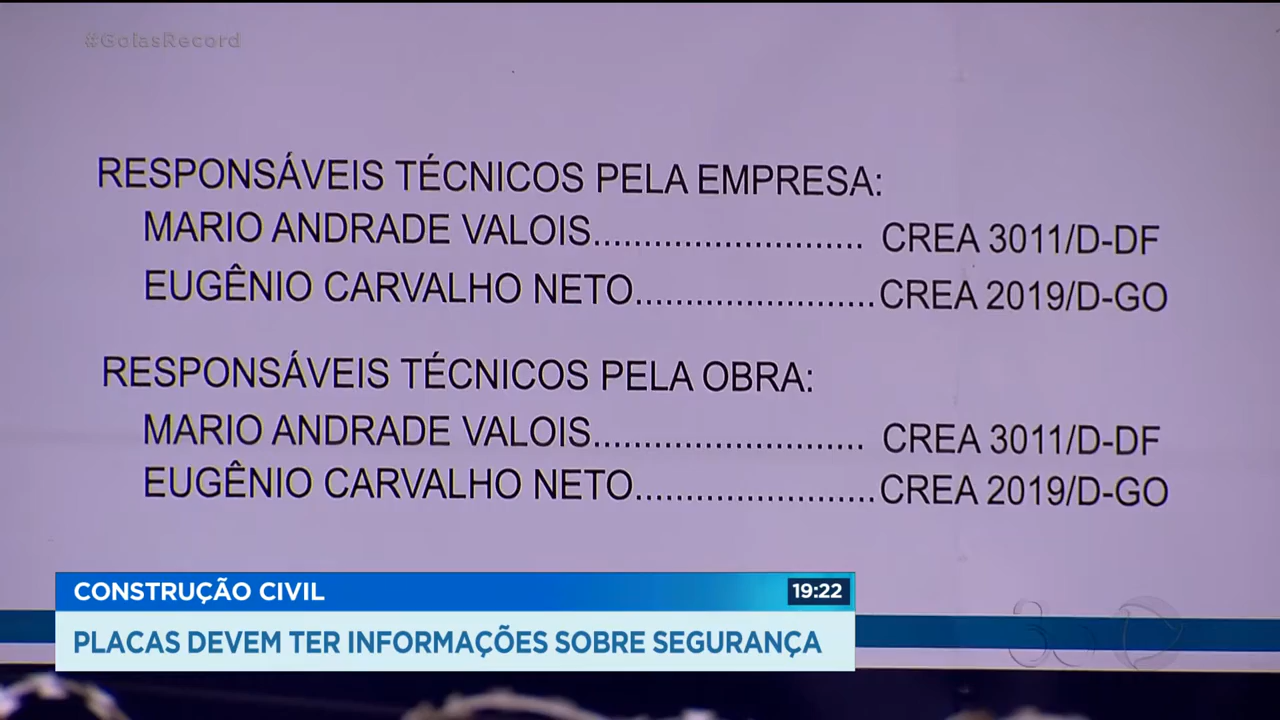 #GoiasRecord
RESPONSÁVEIS TÉCNICOS PELA EMPRESA:
MARIO ANDRADE VALOIS........................... CREA 3011/D-DF
EUGÊNIO CARVALHO NETO........................CREA 2019/D-GO
RESPONSÁVEIS TÉCNICOS PELA OBRA:
MARIO ANDRADE VALOIS........................... CREA 3011/D-DF
EUGÊNIO CARVALHO NETO........................CREA 2019/D-GO
CONSTRUÇÃO CIVIL 19:22
PLACAS DEVEM TER INFORMAÇÕES SOBRE SEGURANÇA